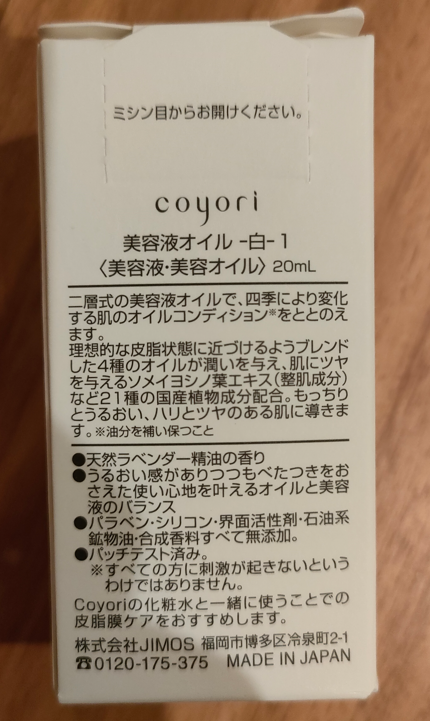 ミシン目からお開けください。
coyori
美容液オイル -白- 1
〈美容液・美容オイル〉 20mL
二層式の美容液オイルで、四季により変化
する肌のオイルコンディション※をととのえ
ます。
理想的な皮脂状態に近づけるようブレンド
した4種のオイルが潤いを与え、肌にツヤ
を与えるソメイヨシノ葉エキス(整肌成分)
など21種の国産植物成分配合。もっちり
とうるおい、ハリとツヤのある肌に導きま
す。※油分を補い保つこと
●天然ラベンダー精油の香り
●うるおい感がありつつもべたつきをお
さえた使い心地を叶えるオイルと美容
液のバランス
●パラベン・シリコン・界面活性剤・石油系
鉱物油・合成香料すべて無添加。
●パッチテスト済み。
※すべての方に刺激が起きないという
わけではありません。
Coyoriの化粧水と一緒に使うことでの
皮脂膜ケアをおすすめします。
株式会社JIMOS 福岡市博多区冷泉町2-1
☎0120-175-375 MADE IN JAPAN